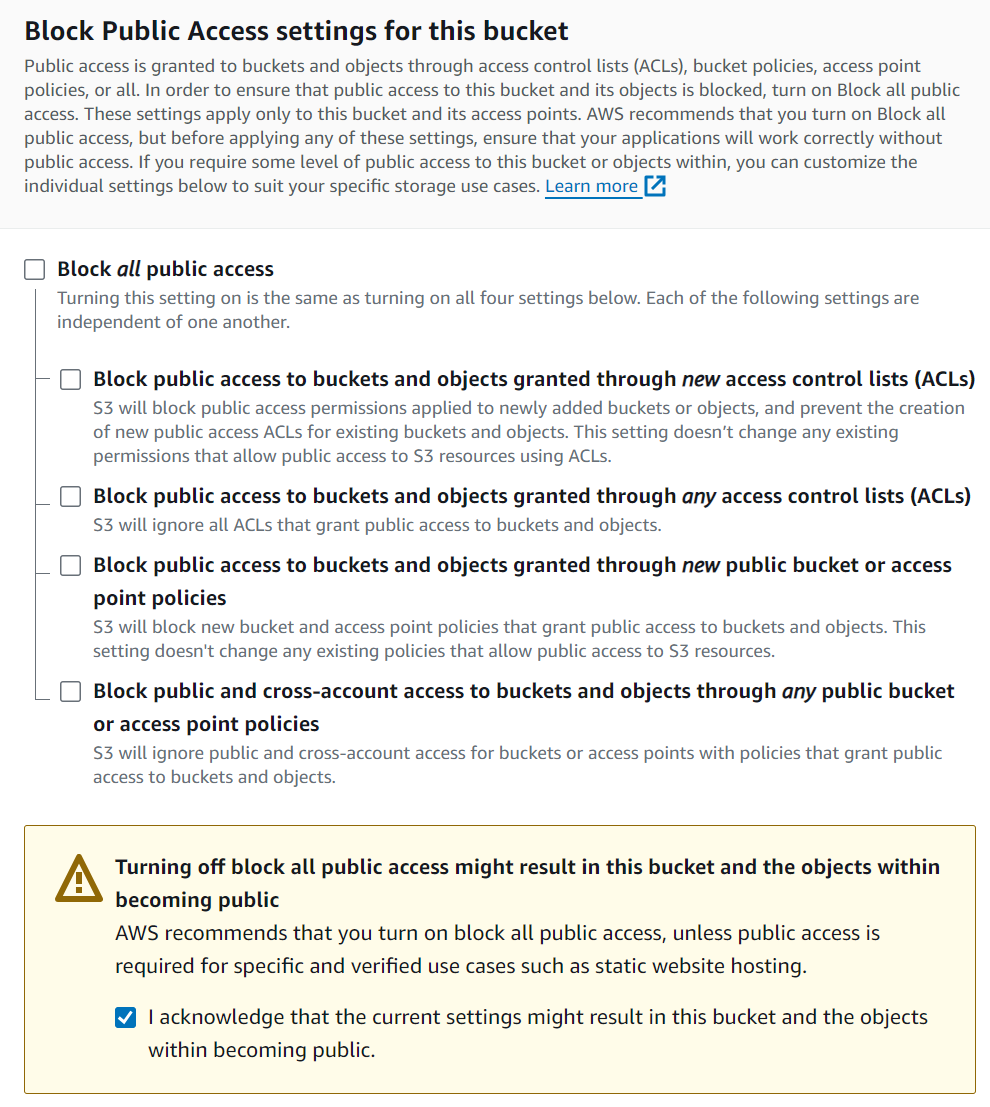 Block Public Access settings for this bucket
Public access is granted to buckets and objects through access control lists (ACLs), bucket policies, access point
policies, or all. In order to ensure that public access to this bucket and its objects is blocked, turn on Block all public
access. These settings apply only to this bucket and its access points. AWS recommends that you turn on Block all
public access, but before applying any of these settings, ensure that your applications will work correctly without
public access. If you require some level of public access to this bucket or objects within, you can customize the
individual settings below to suit your specific storage use cases. Learn more
Block all public access
Turning this setting on is the same as turning on all four settings below. Each of the following settings are
independent of one another.
Block public access to buckets and objects granted through new access control lists (ACLs)
S3 will block public access permissions applied to newly added buckets or objects, and prevent the creation
of new public access ACLs for existing buckets and objects. This setting doesn’t change any existing
permissions that allow public access to S3 resources using ACLs.
Block public access to buckets and objects granted through any access control lists (ACLs)
S3 will ignore all ACLs that grant public access to buckets and objects.
Block public access to buckets and objects granted through new public bucket or access
point policies
S3 will block new bucket and access point policies that grant public access to buckets and objects. This
setting doesn't change any existing policies that allow public access to S3 resources.
Block public and cross-account access to buckets and objects through any public bucket
or access point policies
S3 will ignore public and cross-account access for buckets or access points with policies that grant public
access to buckets and objects.
Turning off block all public access might result in this bucket and the objects within
becoming public
AWS recommends that you turn on block all public access, unless public access is
required for specific and verified use cases such as static website hosting.
I acknowledge that the current settings might result in this bucket and the objects
within becoming public.